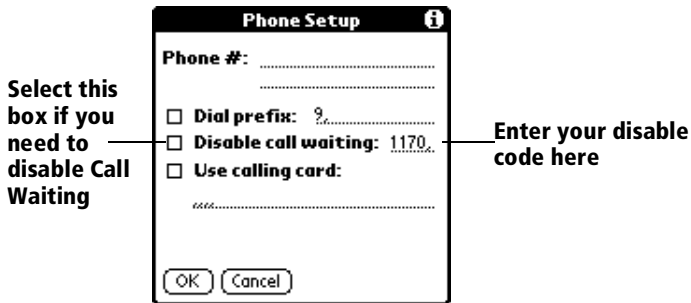 Phone Setup
Phone #:
Select this
box if you
need to
disable Call
Waiting
Dial prefix: 9,
Disable call waiting: 1170,
Use calling card:
,,,,
Enter your disable
code here
OK Cancel